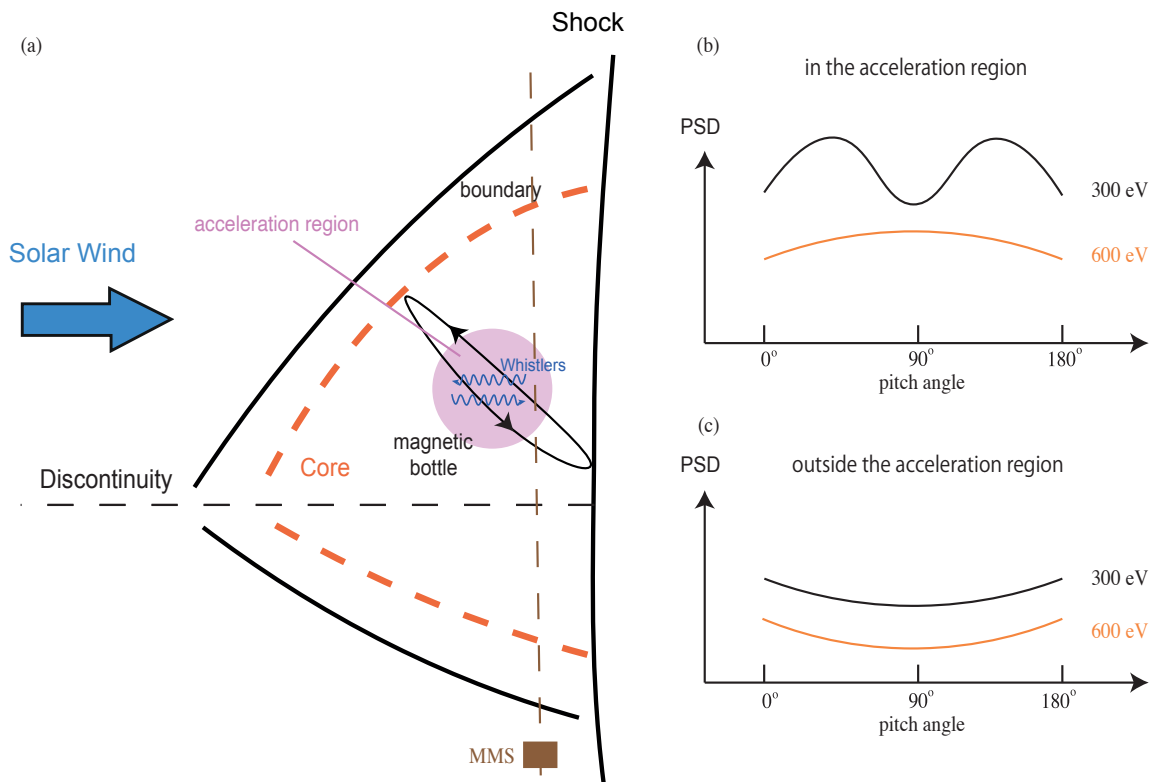 (a)
Shock
boundary
acceleration region
Solar Wind
Whistlers
magnetic
bottle
Core
Discontinuity
MMS
(b)
in the acceleration region
PSD
300 eV
600 eV
0°
90°
180°
pitch angle
(c)
PSD
outside the acceleration region
300 eV
600 eV
0°
90°
180°
pitch angle